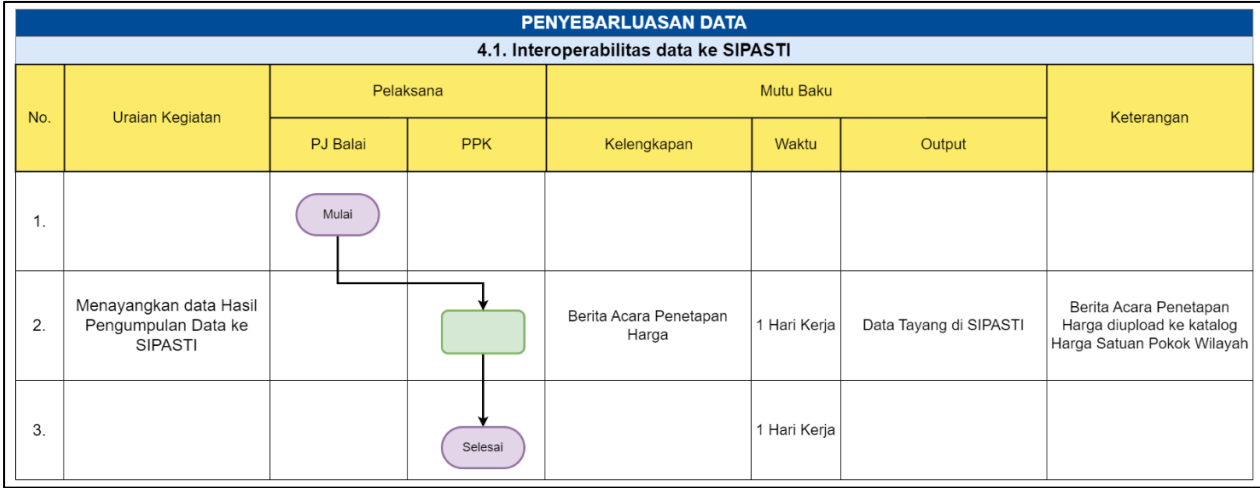 PENYEBARLUASAN DATA
4.1. Interoperabilitas data ke SIPASTI
No.
Uraian Kegiatan
Pelaksana
Mutu Baku
Keterangan
PJ Balai
PPK
Kelengkapan
Waktu
Output
1.
Mulai
2.
Menayangkan data Hasil
Pengumpulan Data ke
SIPASTI
Berita Acara Penetapan
Harga
1 Hari Kerja
Data Tayang di SIPASTI
Berita Acara Penetapan
Harga diupload ke katalog
Harga Satuan Pokok Wilayah
3.
Selesai
1 Hari Kerja